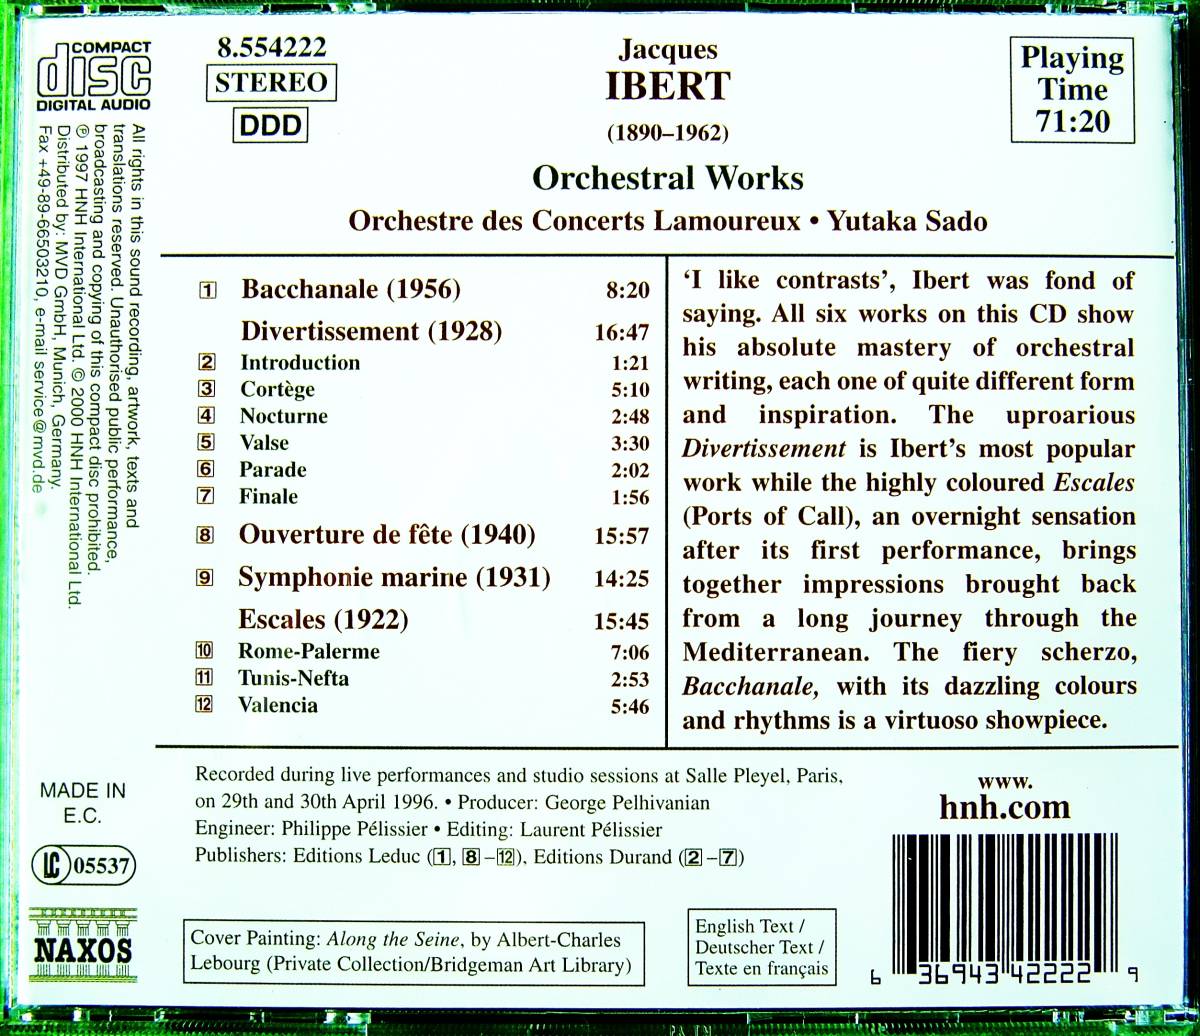 COMPACT
disc
DIGITAL AUDIO
8.554222
STEREO
DDD
Jacques
IBERT
(1890–1962)
Orchestral Works
Orchestre des Concerts Lamoureux • Yutaka Sado
Playing
Time
71:20
All rights in this sound recording, artwork, texts and
translations reserved. Unauthorised public performance,
broadcasting and copying of this compact disc prohibited.
℗ 1997 HNH International Ltd. © 2000 HNH International Ltd.
Distributed by: MVD GmbH, Munich, Germany.
Fax +49-89-66503210, e-mail service@mvd.de
1 Bacchanale (1956) 8:20
Divertissement (1928) 16:47
2 Introduction 1:21
3 Cortège 5:10
4 Nocturne 2:48
5 Valse 3:30
6 Parade 2:02
7 Finale 1:56
8 Ouverture de fête (1940) 15:57
9 Symphonie marine (1931) 14:25
Escales (1922) 15:45
10 Rome-Palerme 7:06
11 Tunis-Nefta 2:53
12 Valencia 5:46
‘I like contrasts’, Ibert was fond of
saying. All six works on this CD show
his absolute mastery of orchestral
writing, each one of quite different form
and inspiration. The uproarious
Divertissement is Ibert’s most popular
work while the highly coloured Escales
(Ports of Call), an overnight sensation
after its first performance, brings
together impressions brought back
from a long journey through the
Mediterranean. The fiery scherzo,
Bacchanale, with its dazzling colours
and rhythms is a virtuoso showpiece.
Recorded during live performances and studio sessions at Salle Pleyel, Paris,
on 29th and 30th April 1996. • Producer: George Pelhivanian
Engineer: Philippe Pélissier • Editing: Laurent Pélissier
Publishers: Editions Leduc (1, 8–12), Editions Durand (2–7)
www.
hnh.com
MADE IN
E.C.
LC 05537
NAXOS
Cover Painting: Along the Seine, by Albert-Charles
Lebourg (Private Collection/Bridgeman Art Library)
English Text /
Deutscher Text /
Texte en français
6 36943 42222 9